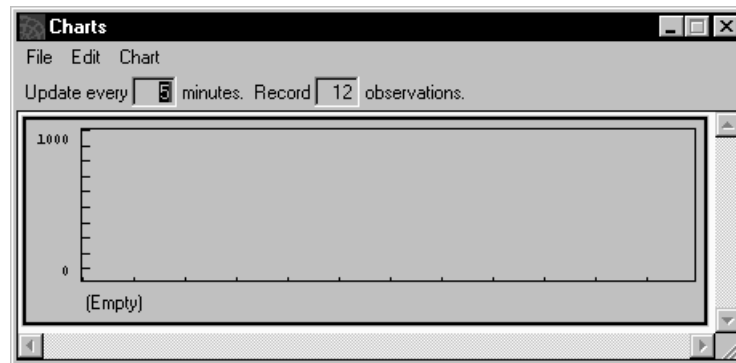 Charts
File Edit Chart
Update every 5 minutes. Record 12 observations.
1000
0
(Empty)